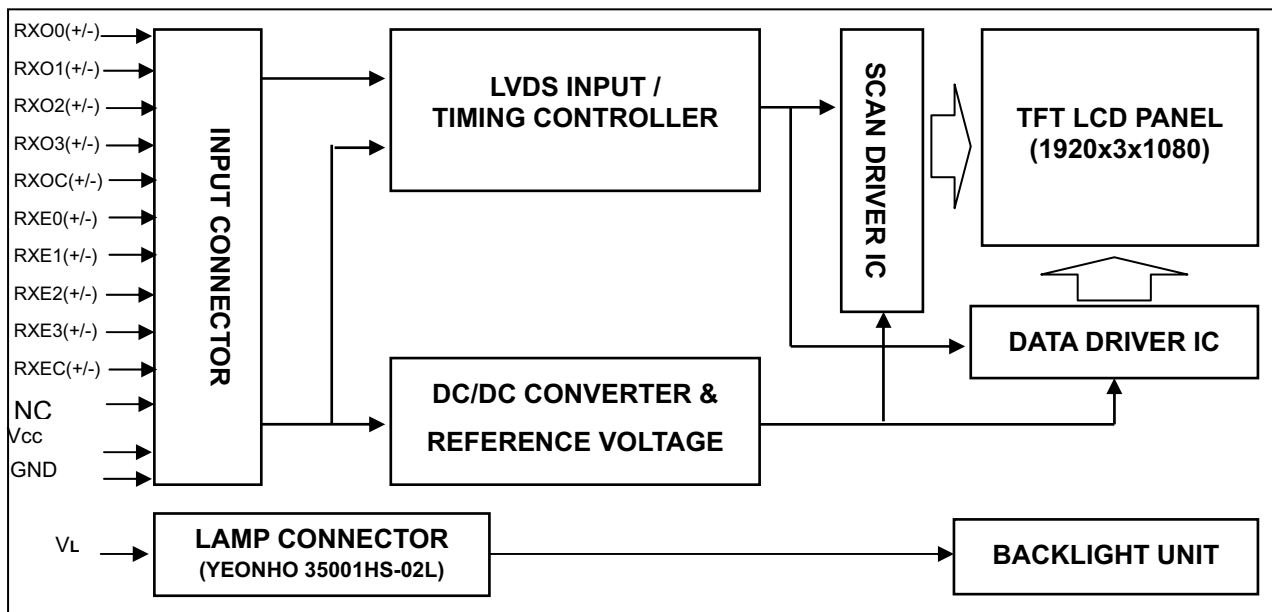 RXO0(+/-)
RXO1(+/-)
RXO2(+/-)
RXO3(+/-)
RXOC(+/-)
RXE0(+/-)
RXE1(+/-)
RXE2(+/-)
RXE3(+/-)
RXEC(+/-)
NC
Vcc
GND
INPUT CONNECTOR
LVDS INPUT /
TIMING CONTROLLER
SCAN DRIVER IC
TFT LCD PANEL
(1920x3x1080)
DATA DRIVER IC
DC/DC CONVERTER &
REFERENCE VOLTAGE
VL
LAMP CONNECTOR
(YEONHO 35001HS-02L)
BACKLIGHT UNIT